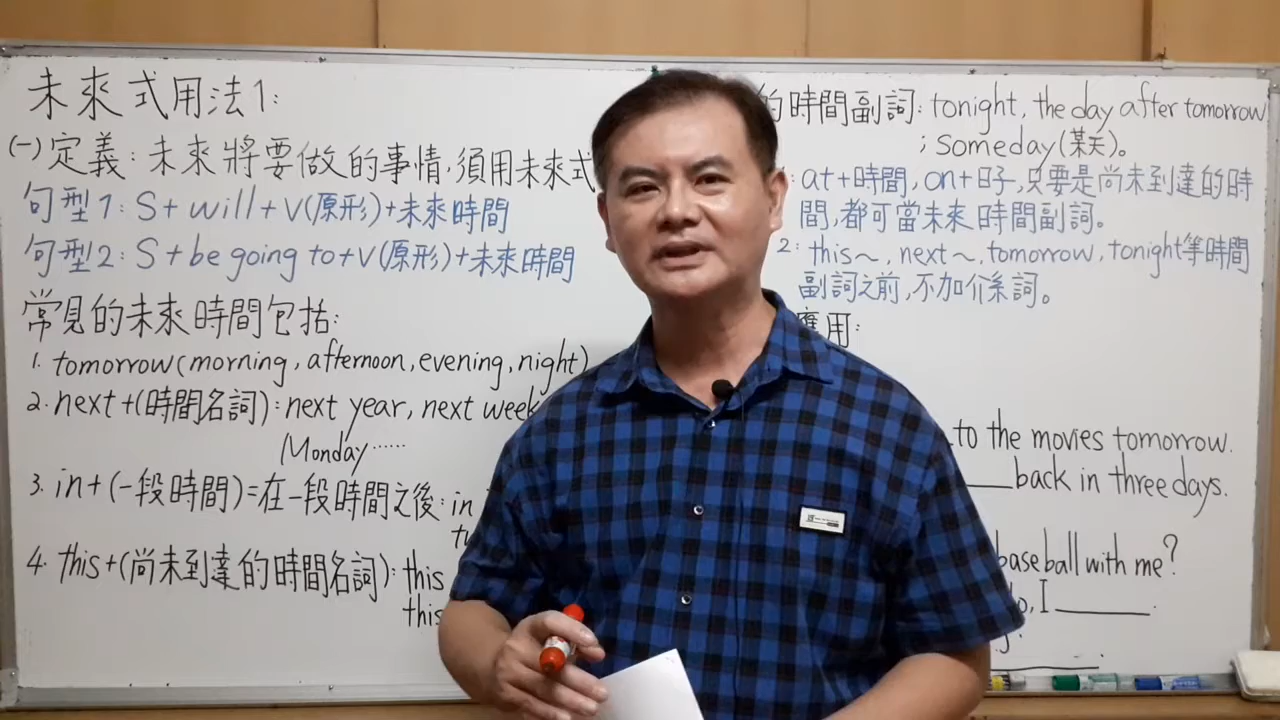 未來式用法1:
(一)定義:未來將要做的事情,須用未來式
句型1:S+will+V(原形)+未來時間
句型2:S+be going to+V(原形)+未來時間
常見的未來時間包括:
1. tomorrow(morning, afternoon, evening, night)
2. next+(時間名詞):next year, next week
Monday……
3. in+(一段時間)=在一段時間之後:in
4. this+(尚未到達的時間名詞):this
this
的時間副詞:tonight, the day after tomorrow
;someday(某天)。
:at+時間,on+日子,只要是尚未到達的時
間,都可當未來時間副詞。
2:this~, next~, tomorrow, tonight等時間
副詞之前,不加介系詞。
應用:
to the movies tomorrow.
___back in three days.
baseball with me?
, I ______.